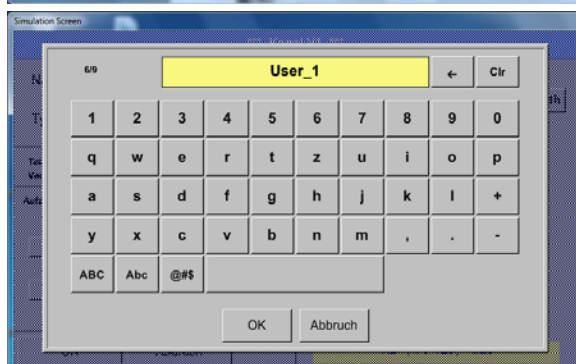 Simulation Screen
6/9 User_1 ← Clr
1 2 3 4 5 6 7 8 9 0
q w e r t z u i o p
a s d f g h j k l +
y x c v b n m , . -
ABC Abc @#$
OK Abbruch